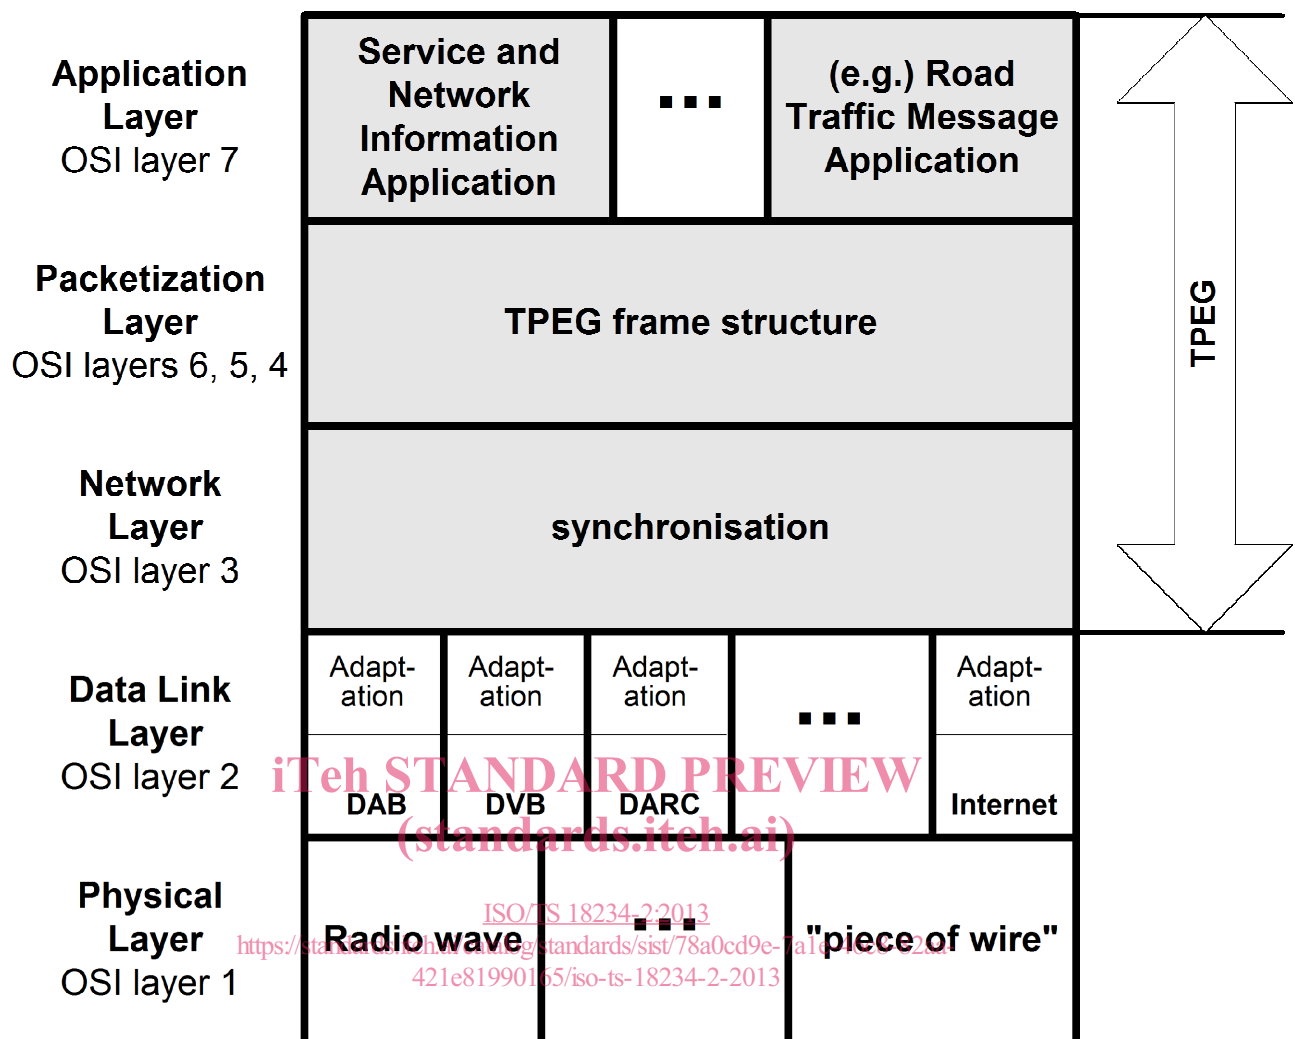 Application
Layer
OSI layer 7
Service and
Network
Information
Application
...
(e.g.) Road
Traffic Message
Application
Packetization
Layer
OSI layers 6, 5, 4
TPEG frame structure
TPEG
Network
Layer
OSI layer 3
synchronisation
Data Link
Layer
OSI layer 2
Adapt-
ation
DAB
Adapt-
ation
DVB
Adapt-
ation
DARC
...
Adapt-
ation
Internet
iTeh STANDARD PREVIEW
(standards.iteh.ai)
Physical
Layer
OSI layer 1
Radio wave
...
"piece of wire"
ISO/TS 18234-2:2013
421e81990165/iso-ts-18234-2-2013